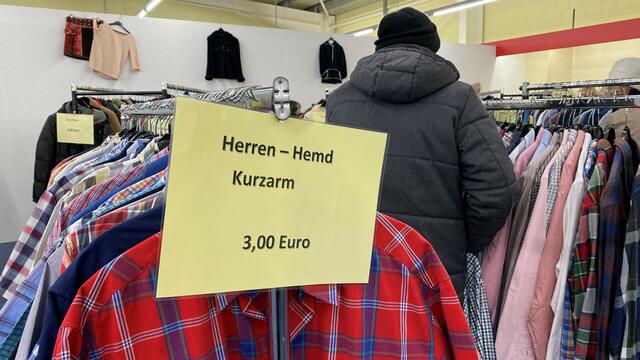 Herren – Hemd
Kurzarm
3,00 Euro